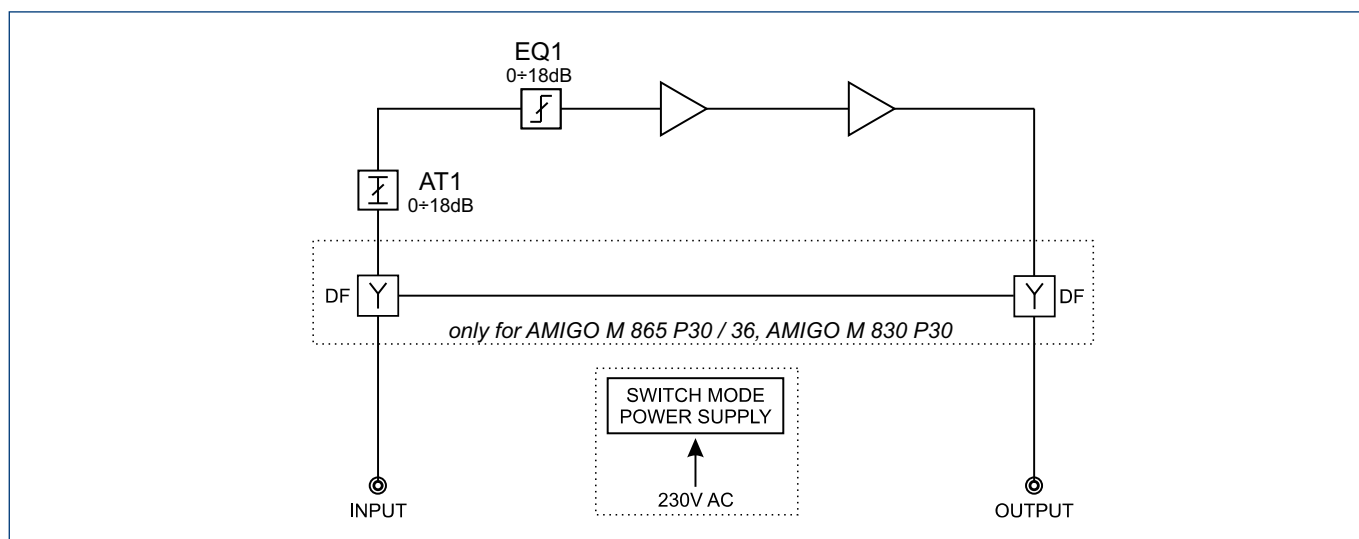 EQ1
0÷18dB
AT1
0÷18dB
DF
DF
only for AMIGO M 865 P30 / 36, AMIGO M 830 P30
SWITCH MODE
POWER SUPPLY
230V AC
INPUT
OUTPUT